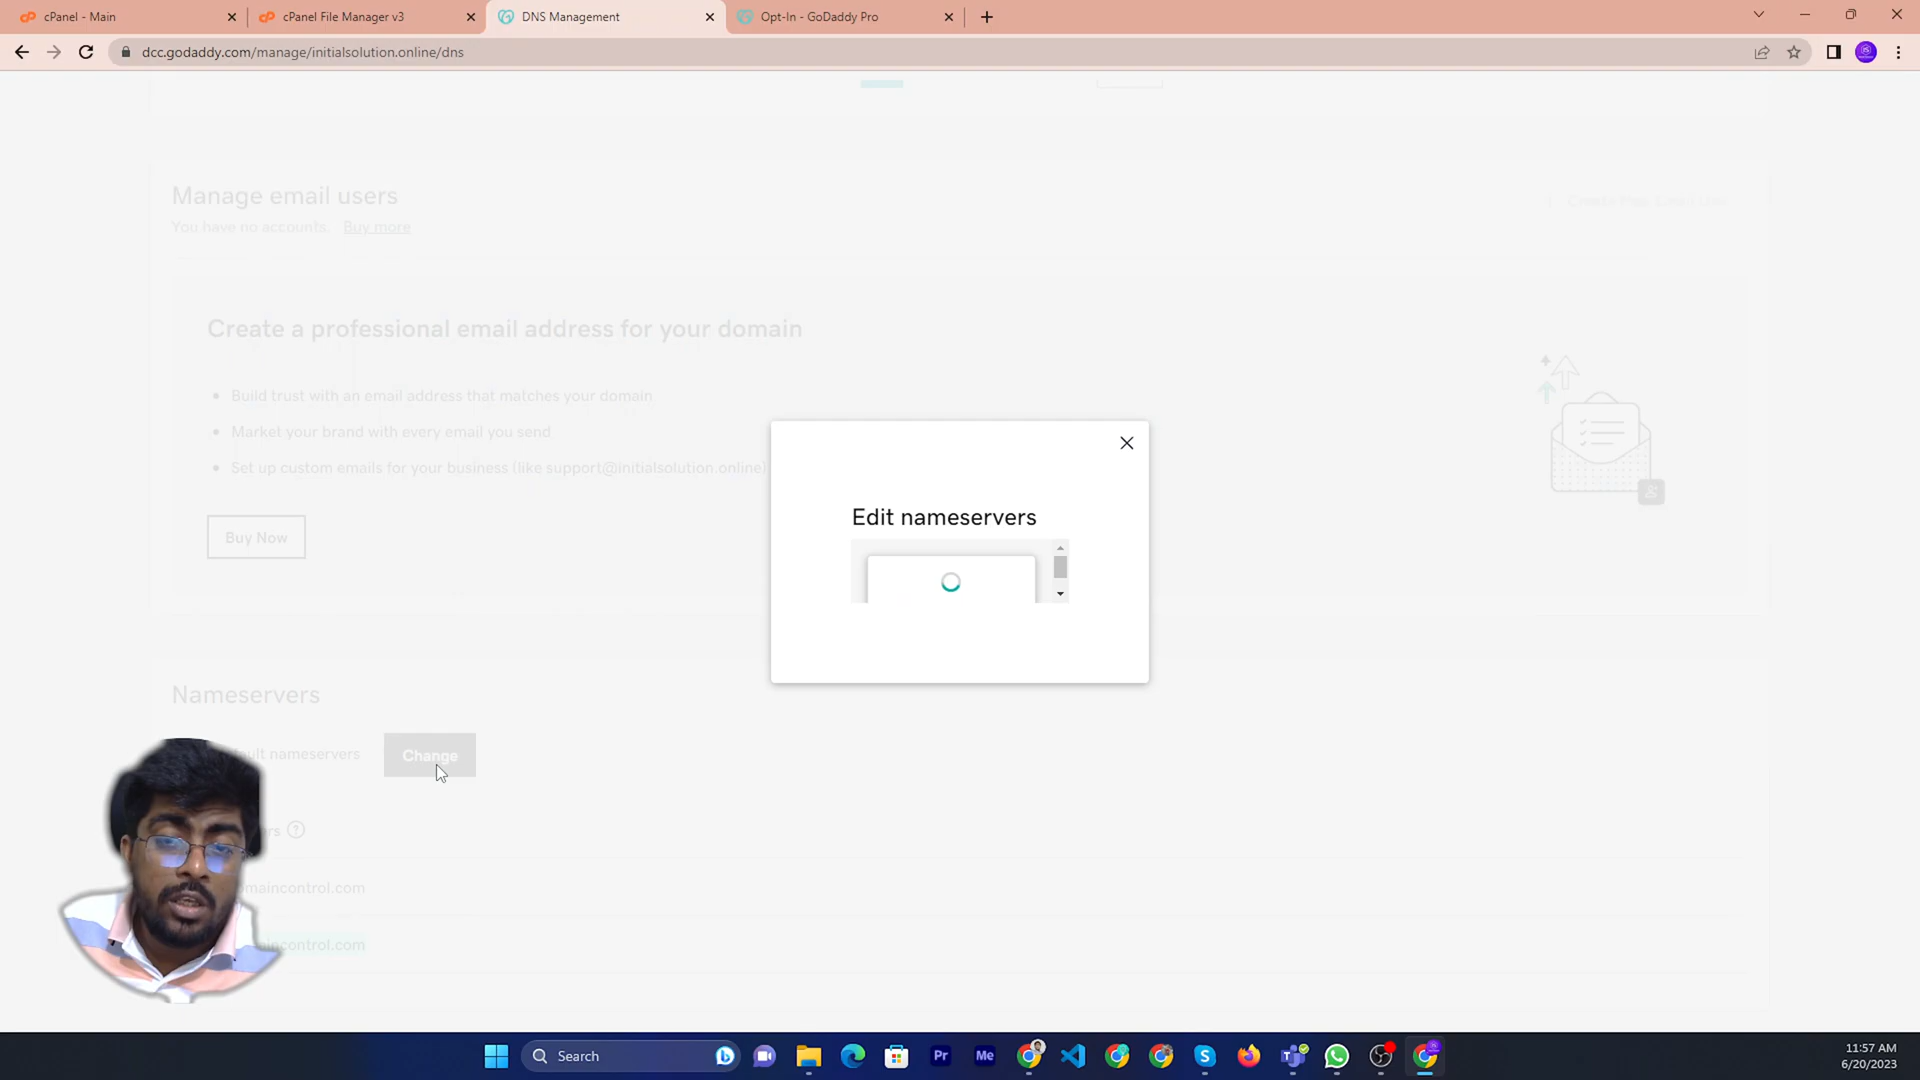 cPanel - Main
cPanel File Manager v3
DNS Management
Opt-In - GoDaddy Pro
dcc.godaddy.com/manage/initialsolution.online/dns
Manage email users
You have no accounts. Buy more
Create a professional email address for your domain
Build trust with an email address that matches your domain
Market your brand with every email you send
Set up custom emails for your business (like support@initialsolution.online)
Buy Now
Edit nameservers
Nameservers
nameservers
Change
Search
11:57 AM
6/20/2023